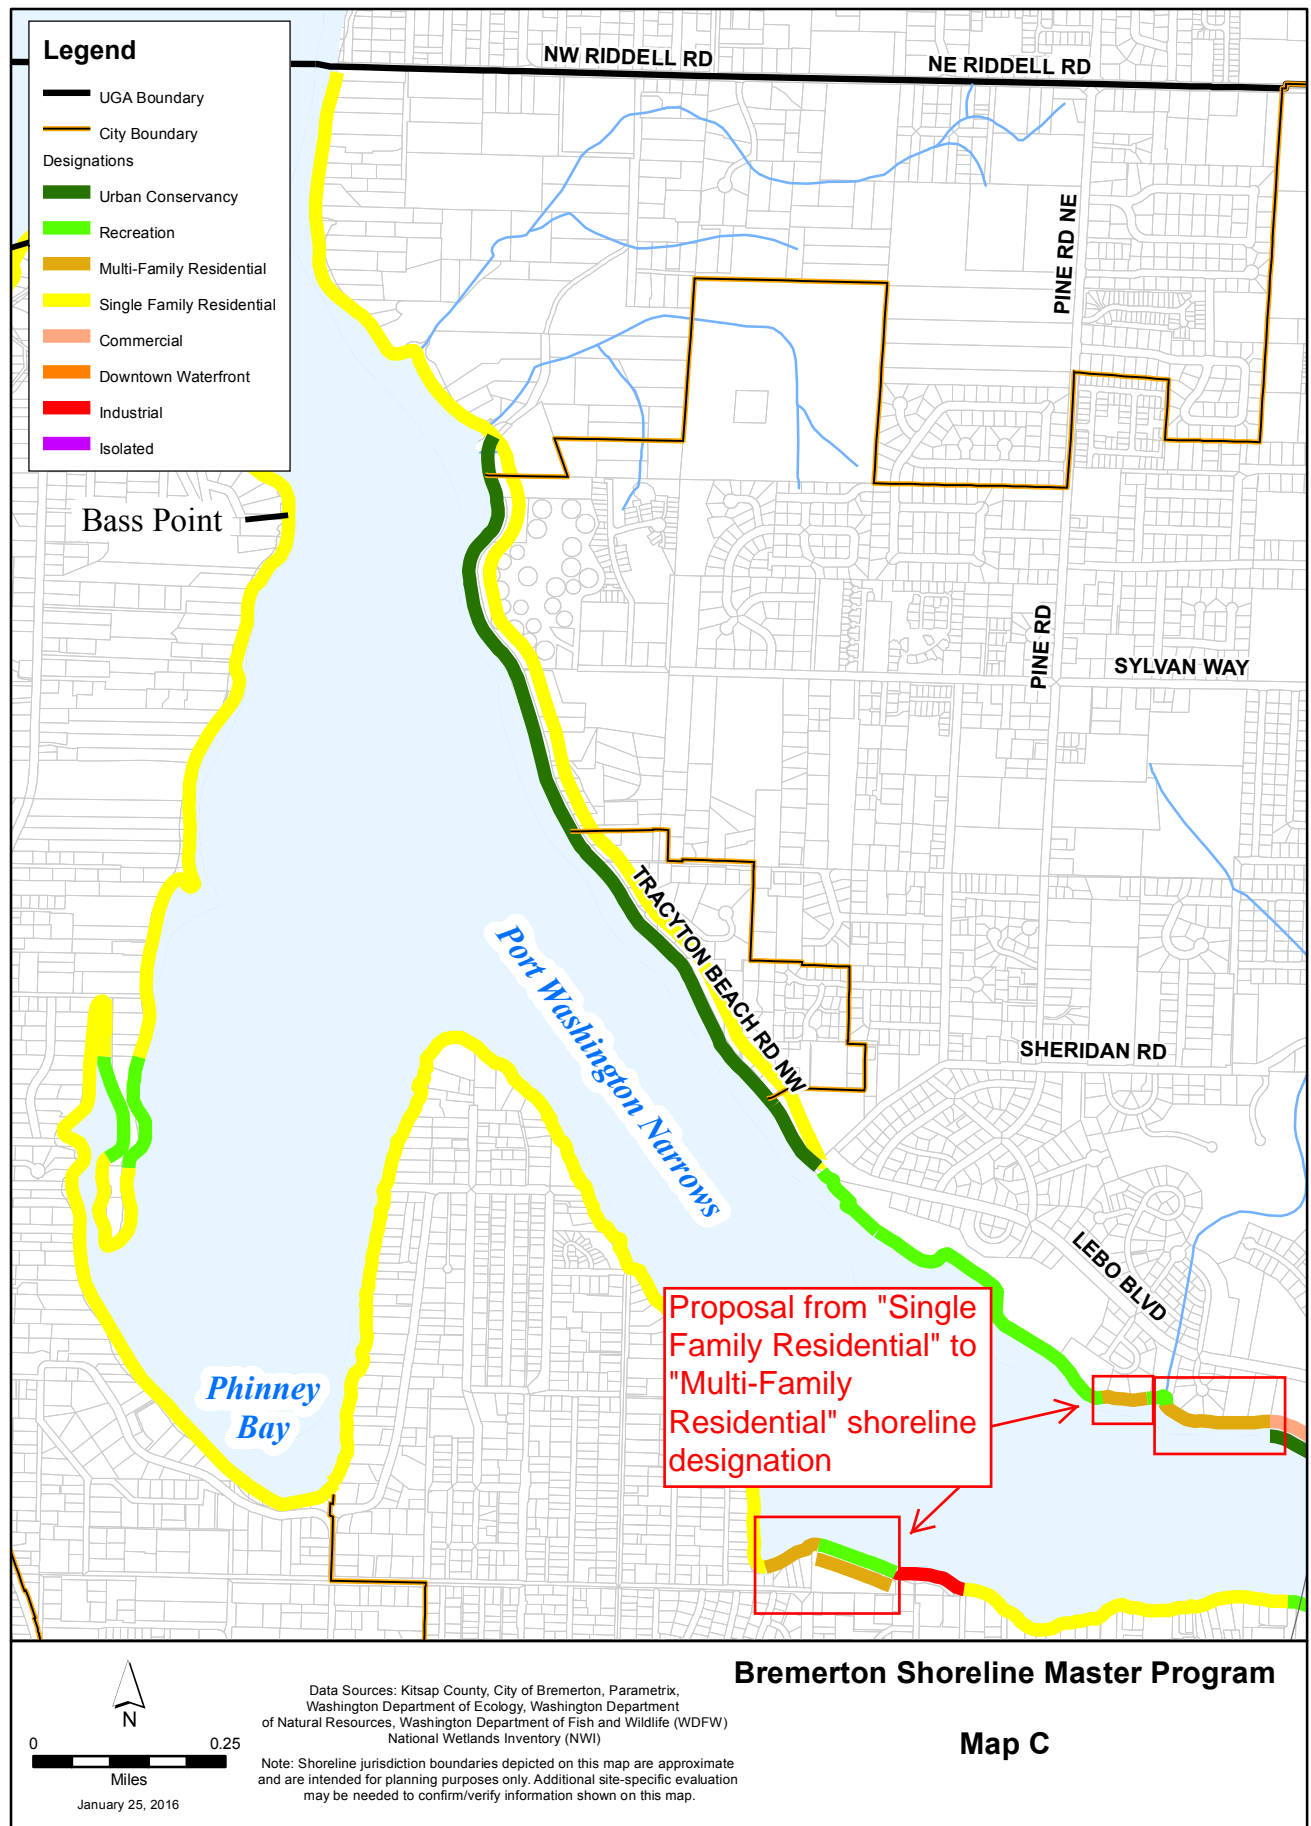 Legend
UGA Boundary
City Boundary
Designations
Urban Conservancy
Recreation
Multi-Family Residential
Single Family Residential
Commercial
Downtown Waterfront
Industrial
Isolated
NW RIDDELL RD
NE RIDDELL RD
PINE RD NE
Bass Point
PINE RD
SYLVAN WAY
TRACYTON BEACH RD NW
Port Washington Narrows
SHERIDAN RD
LEBO BLVD
Proposal from "Single
Family Residential" to
"Multi-Family
Residential" shoreline
designation
Phinney
Bay
Bremerton Shoreline Master Program
Map C
N
0 0.25
Miles
January 25, 2016
Data Sources: Kitsap County, City of Bremerton, Parametrix,
Washington Department of Ecology, Washington Department
of Natural Resources, Washington Department of Fish and Wildlife (WDFW)
National Wetlands Inventory (NWI)
Note: Shoreline jurisdiction boundaries depicted on this map are approximate
and are intended for planning purposes only. Additional site-specific evaluation
may be needed to confirm/verify information shown on this map.